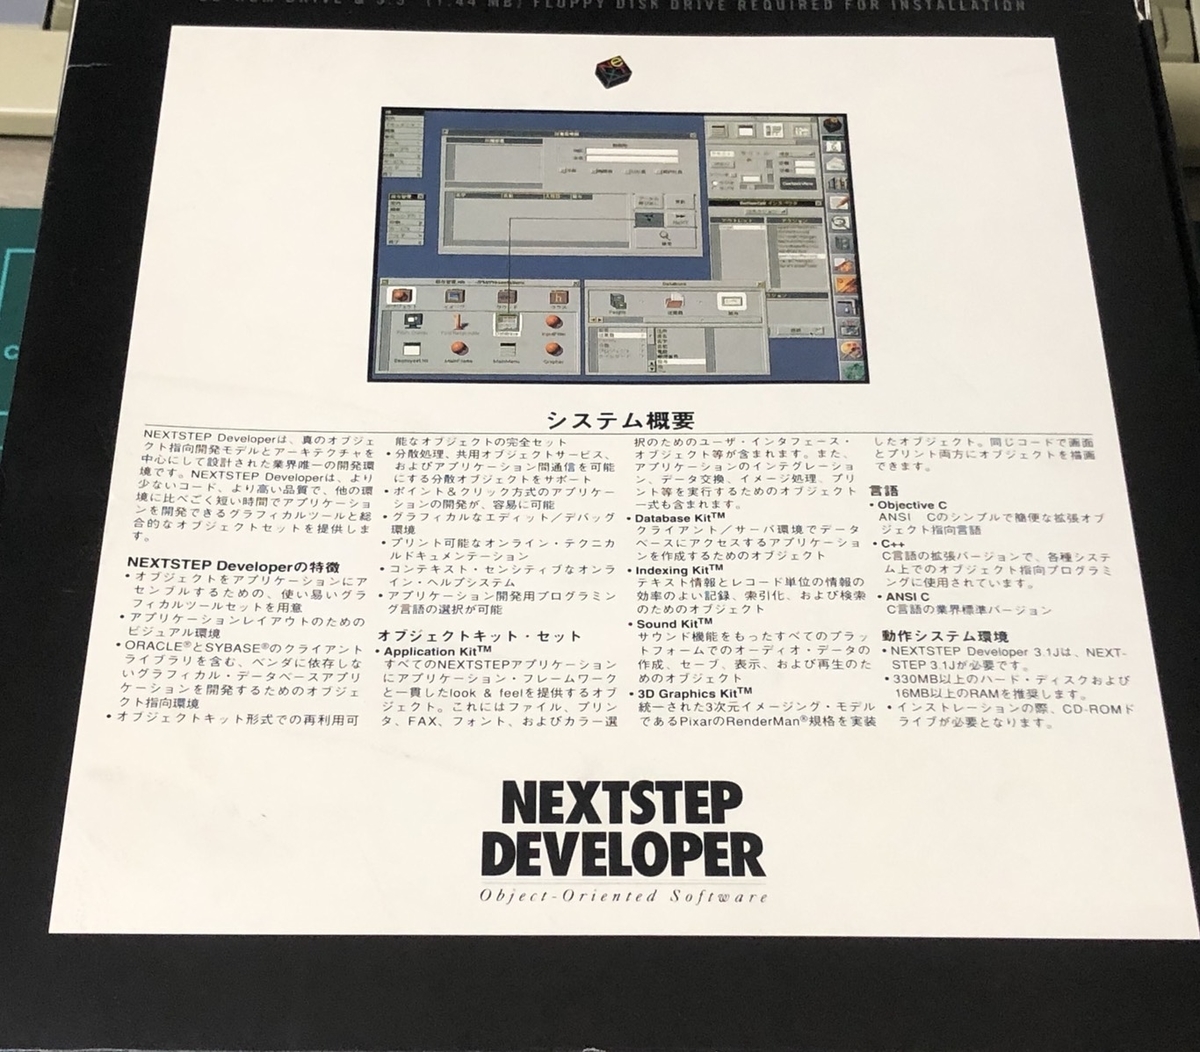 CD-ROM DRIVE & 3.5" (1.44 MB) FLOPPY DISK DRIVE REQUIRED FOR INSTALLATION
システム概要
NEXTSTEP Developerは、真のオブジェ
クト指向開発モデルとアーキテクチャを
中心にして設計された業界唯一の開発環
境です。NEXTSTEP Developerは、より
少ないコード、より高い品質で、他の環
境に比べごく短い時間でアプリケーショ
ンを開発できるグラフィカルツールと総
合的なオブジェクトセットを提供しま
す。
NEXTSTEP Developerの特徴
• オブジェクトをアプリケーションにア
センブルするための、使い易いグラ
フィカルツールセットを用意
• アプリケーションレイアウトのための
ビジュアル環境
• ORACLE®とSYBASE®のクライアント
ライブラリを含む、ベンダに依存しな
いグラフィカル・データベースアプリ
ケーションを開発するためのオブジェ
クト指向環境
• オブジェクトキット形式での再利用可
能なオブジェクトの完全セット
• 分散処理、共用オブジェクトサービス、
およびアプリケーション間通信を可能
にする分散オブジェクトをサポート
• ポイント&クリック方式のアプリケー
ションの開発が、容易に可能
• グラフィカルなエディット/デバッグ
環境
• プリント可能なオンライン・テクニカ
ルドキュメンテーション
• コンテキスト・センシティブなオンラ
イン・ヘルプシステム
• アプリケーション開発用プログラミン
グ言語の選択が可能
オブジェクトキット・セット
• Application Kit™
すべてのNEXTSTEPアプリケーション
にアプリケーション・フレームワーク
と一貫したlook & feelを提供するオブ
ジェクト。これにはファイル、プリン
タ、FAX、フォント、およびカラー選
択のためのユーザ・インタフェース・
オブジェクト等が含まれます。また、
アプリケーションのインテグレーショ
ン、データ交換、イメージ処理、プリ
ント等を実行するためのオブジェクト
一式も含まれます。
• Database Kit™
クライアント/サーバ環境でデータ
ベースにアクセスするアプリケーショ
ンを作成するためのオブジェクト
• Indexing Kit™
テキスト情報とレコード単位の情報の
効率のよい記録、索引化、および検索
のためのオブジェクト
• Sound Kit™
サウンド機能をもったすべてのプラッ
トフォームでのオーディオ・データの
作成、セーブ、表示、および再生のた
めのオブジェクト
• 3D Graphics Kit™
統一された3次元イメージング・モデル
であるPixarのRenderMan®規格を実装
したオブジェクト。同じコードで画面
とプリント両方にオブジェクトを描画
できます。
言語
• Objective C
ANSI Cのシンプルで簡便な拡張オブ
ジェクト指向言語
• C++
C言語の拡張バージョンで、各種システ
ム上でのオブジェクト指向プログラミ
ングに使用されています。
• ANSI C
C言語の業界標準バージョン
動作システム環境
• NEXTSTEP Developer 3.1Jは、NEXT-
STEP 3.1Jが必要です。
• 330MB以上のハード・ディスクおよび
16MB以上のRAMを推奨します。
• インストレーションの際、CD-ROMド
ライブが必要となります。
NEXTSTEP
DEVELOPER
Object-Oriented Software